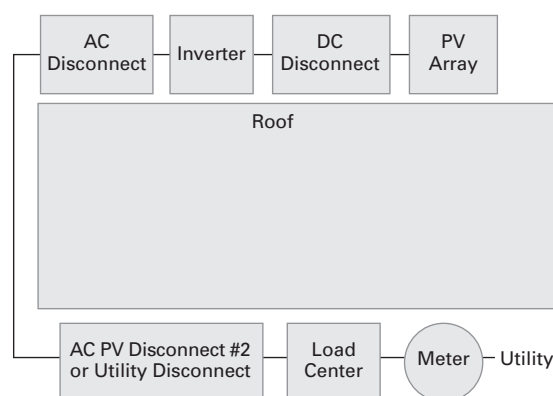 AC
Disconnect
Inverter
DC
Disconnect
PV
Array
Roof
AC PV Disconnect #2
or Utility Disconnect
Load
Center
Meter
Utility